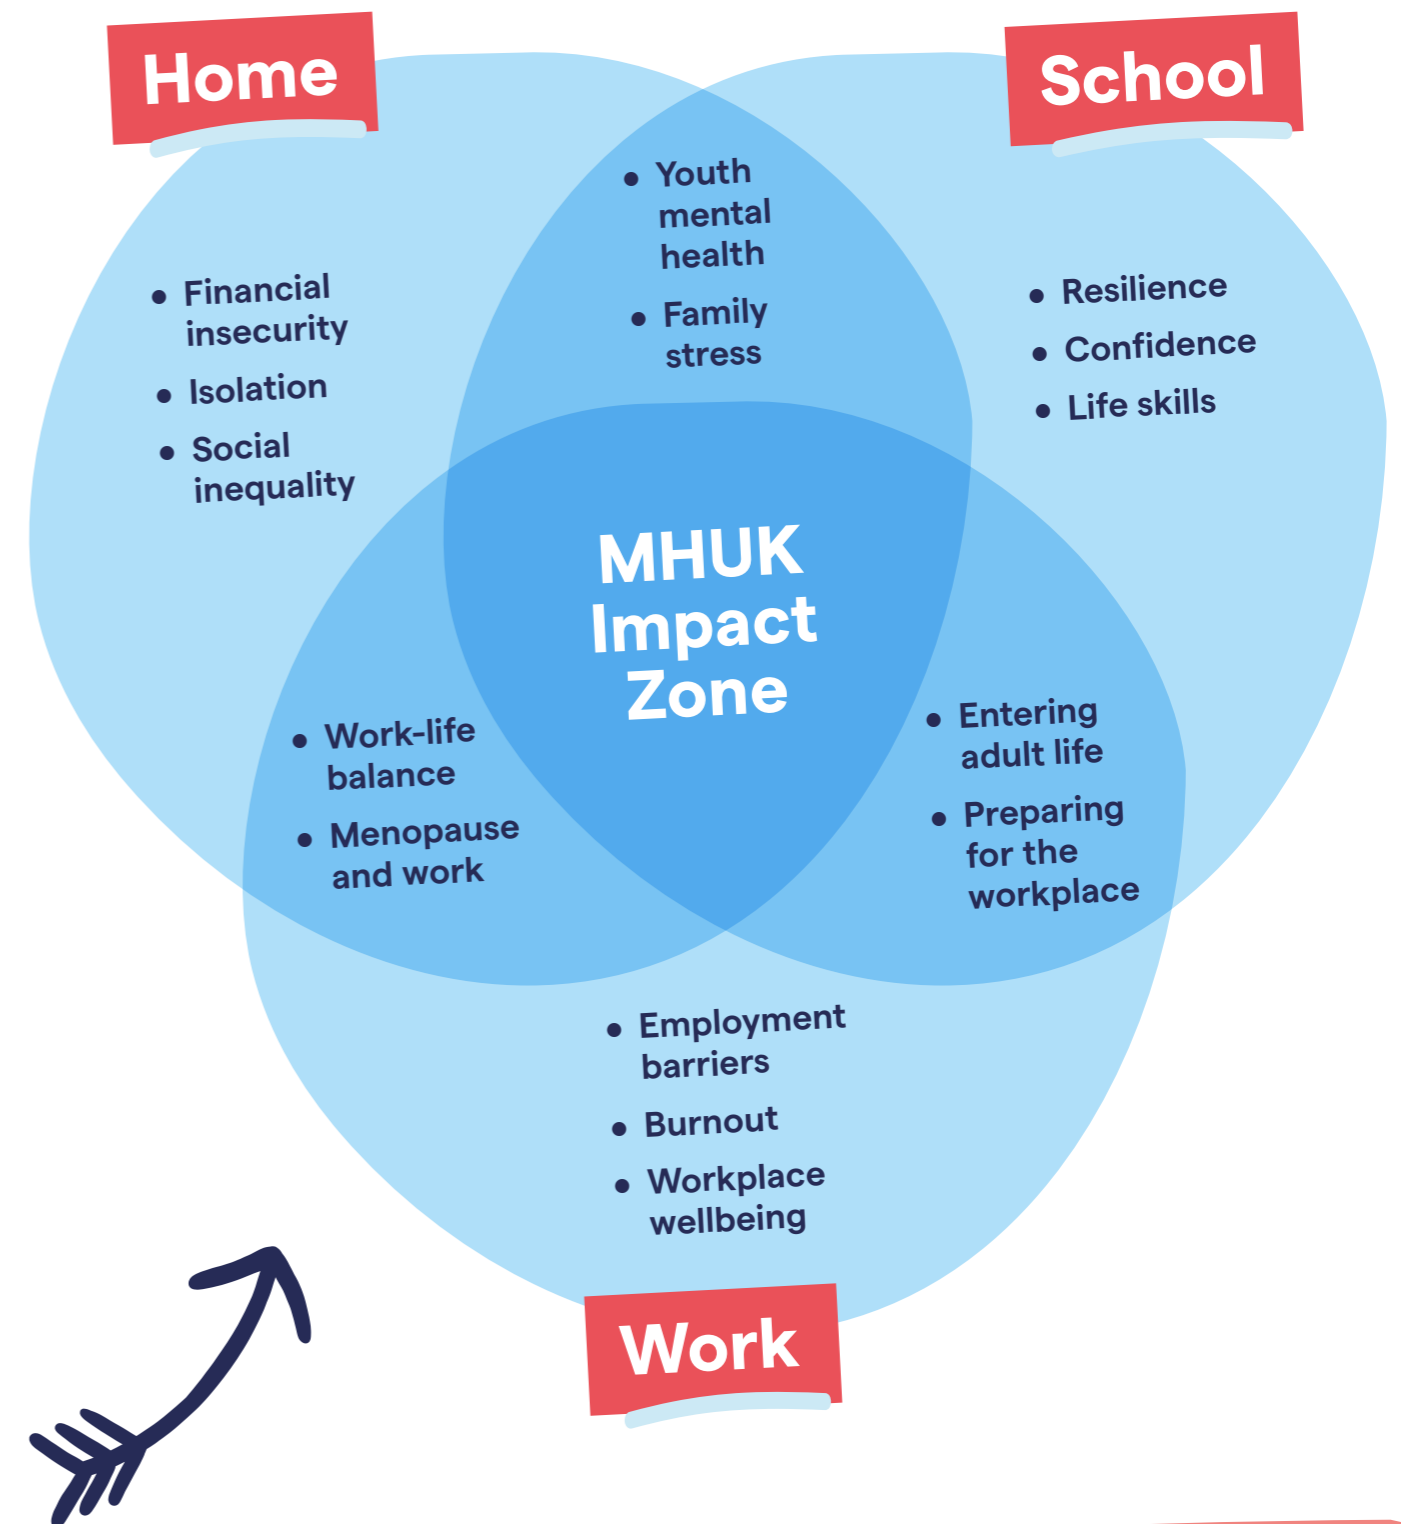 Home
School
Youth
mental
health
Family
stress
Financial
insecurity
Isolation
Social
inequality
Resilience
Confidence
Life skills
MHUK
Impact
Zone
Work-life
balance
Menopause
and work
Entering
adult life
Preparing
for the
workplace
Employment
barriers
Burnout
Workplace
wellbeing
Work